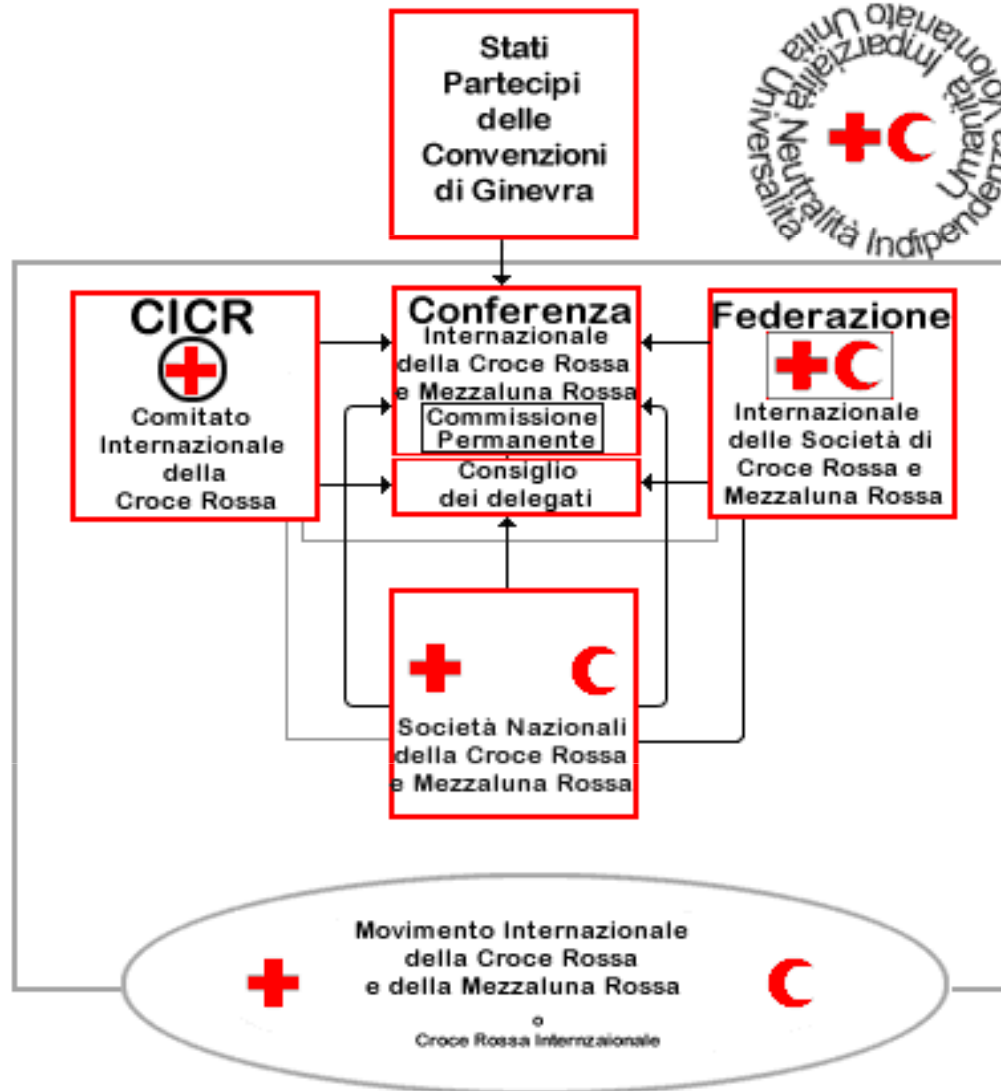 Stati
Partecipi
delle
Convenzioni
di Ginevra
Umanità Imparzialità Neutralità Indipendenza
Volontariato Unità Universalità
CICR
Comitato
Internazionale
della
Croce Rossa
Conferenza
Internazionale
della Croce Rossa
e Mezzaluna Rossa
Commissione
Permanente
Consiglio
dei delegati
Federazione
Internazionale
delle Società di
Croce Rossa e
Mezzaluna Rossa
Società Nazionali
della Croce Rossa
e Mezzaluna Rossa
Movimento Internazionale
della Croce Rossa
e della Mezzaluna Rossa
o
Croce Rossa Internzaionale